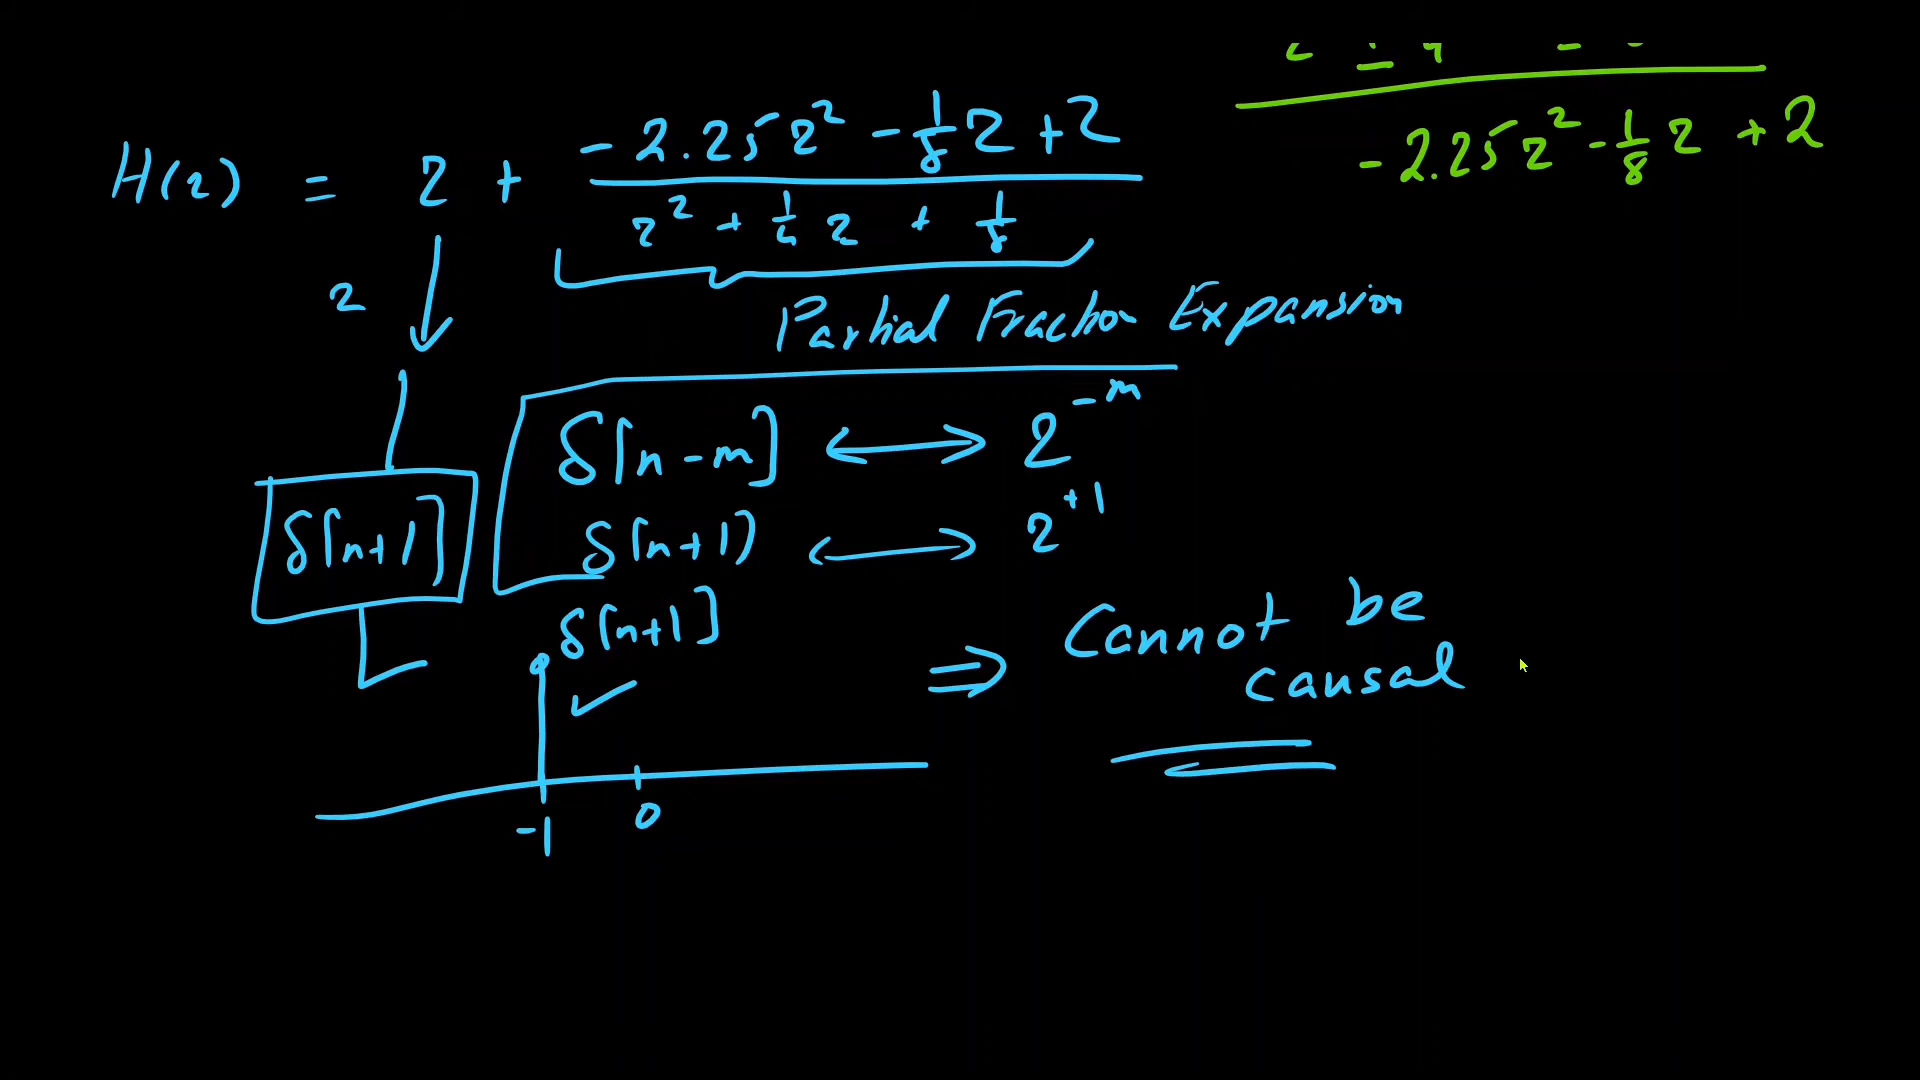 H(z) = z + (-2.25z² - 1/8 z + 2) / (z² + 1/4 z + 1/8)
-2.25z² - 1/8 z + 2
z
Partial Fraction Expansion
δ[n-m] ↔ z^-m
δ[n+1]
δ[n+1) ↔ z^+1
δ[n+1]
⇒ Cannot be
causal
-1 0